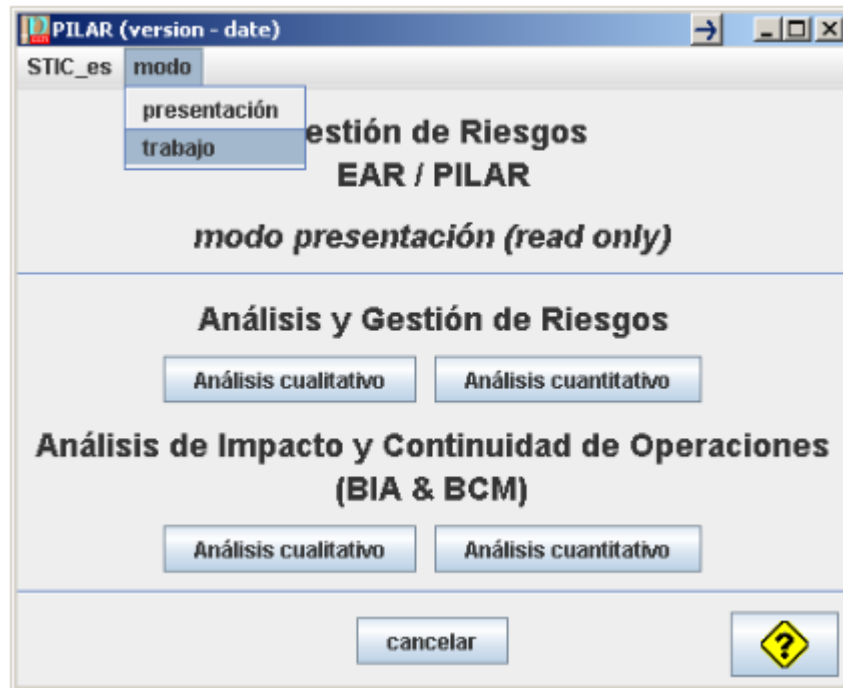 PILAR (version - date)
STIC_es modo
presentación
trabajo
estión de Riesgos
EAR / PILAR
modo presentación (read only)
Análisis y Gestión de Riesgos
Análisis cualitativo Análisis cuantitativo
Análisis de Impacto y Continuidad de Operaciones
(BIA & BCM)
Análisis cualitativo Análisis cuantitativo
cancelar ?